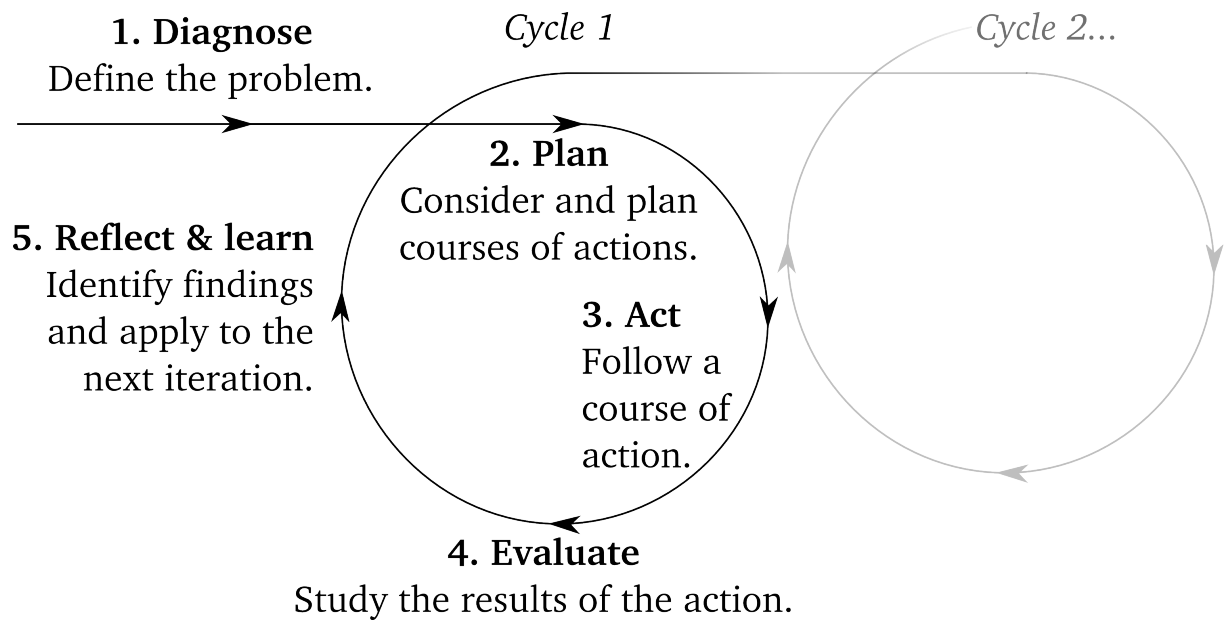 1. Diagnose
Define the problem.
Cycle 1
Cycle 2...
2. Plan
Consider and plan
courses of actions.
3. Act
Follow a
course of
action.
4. Evaluate
Study the results of the action.
5. Reflect & learn
Identify findings
and apply to the
next iteration.